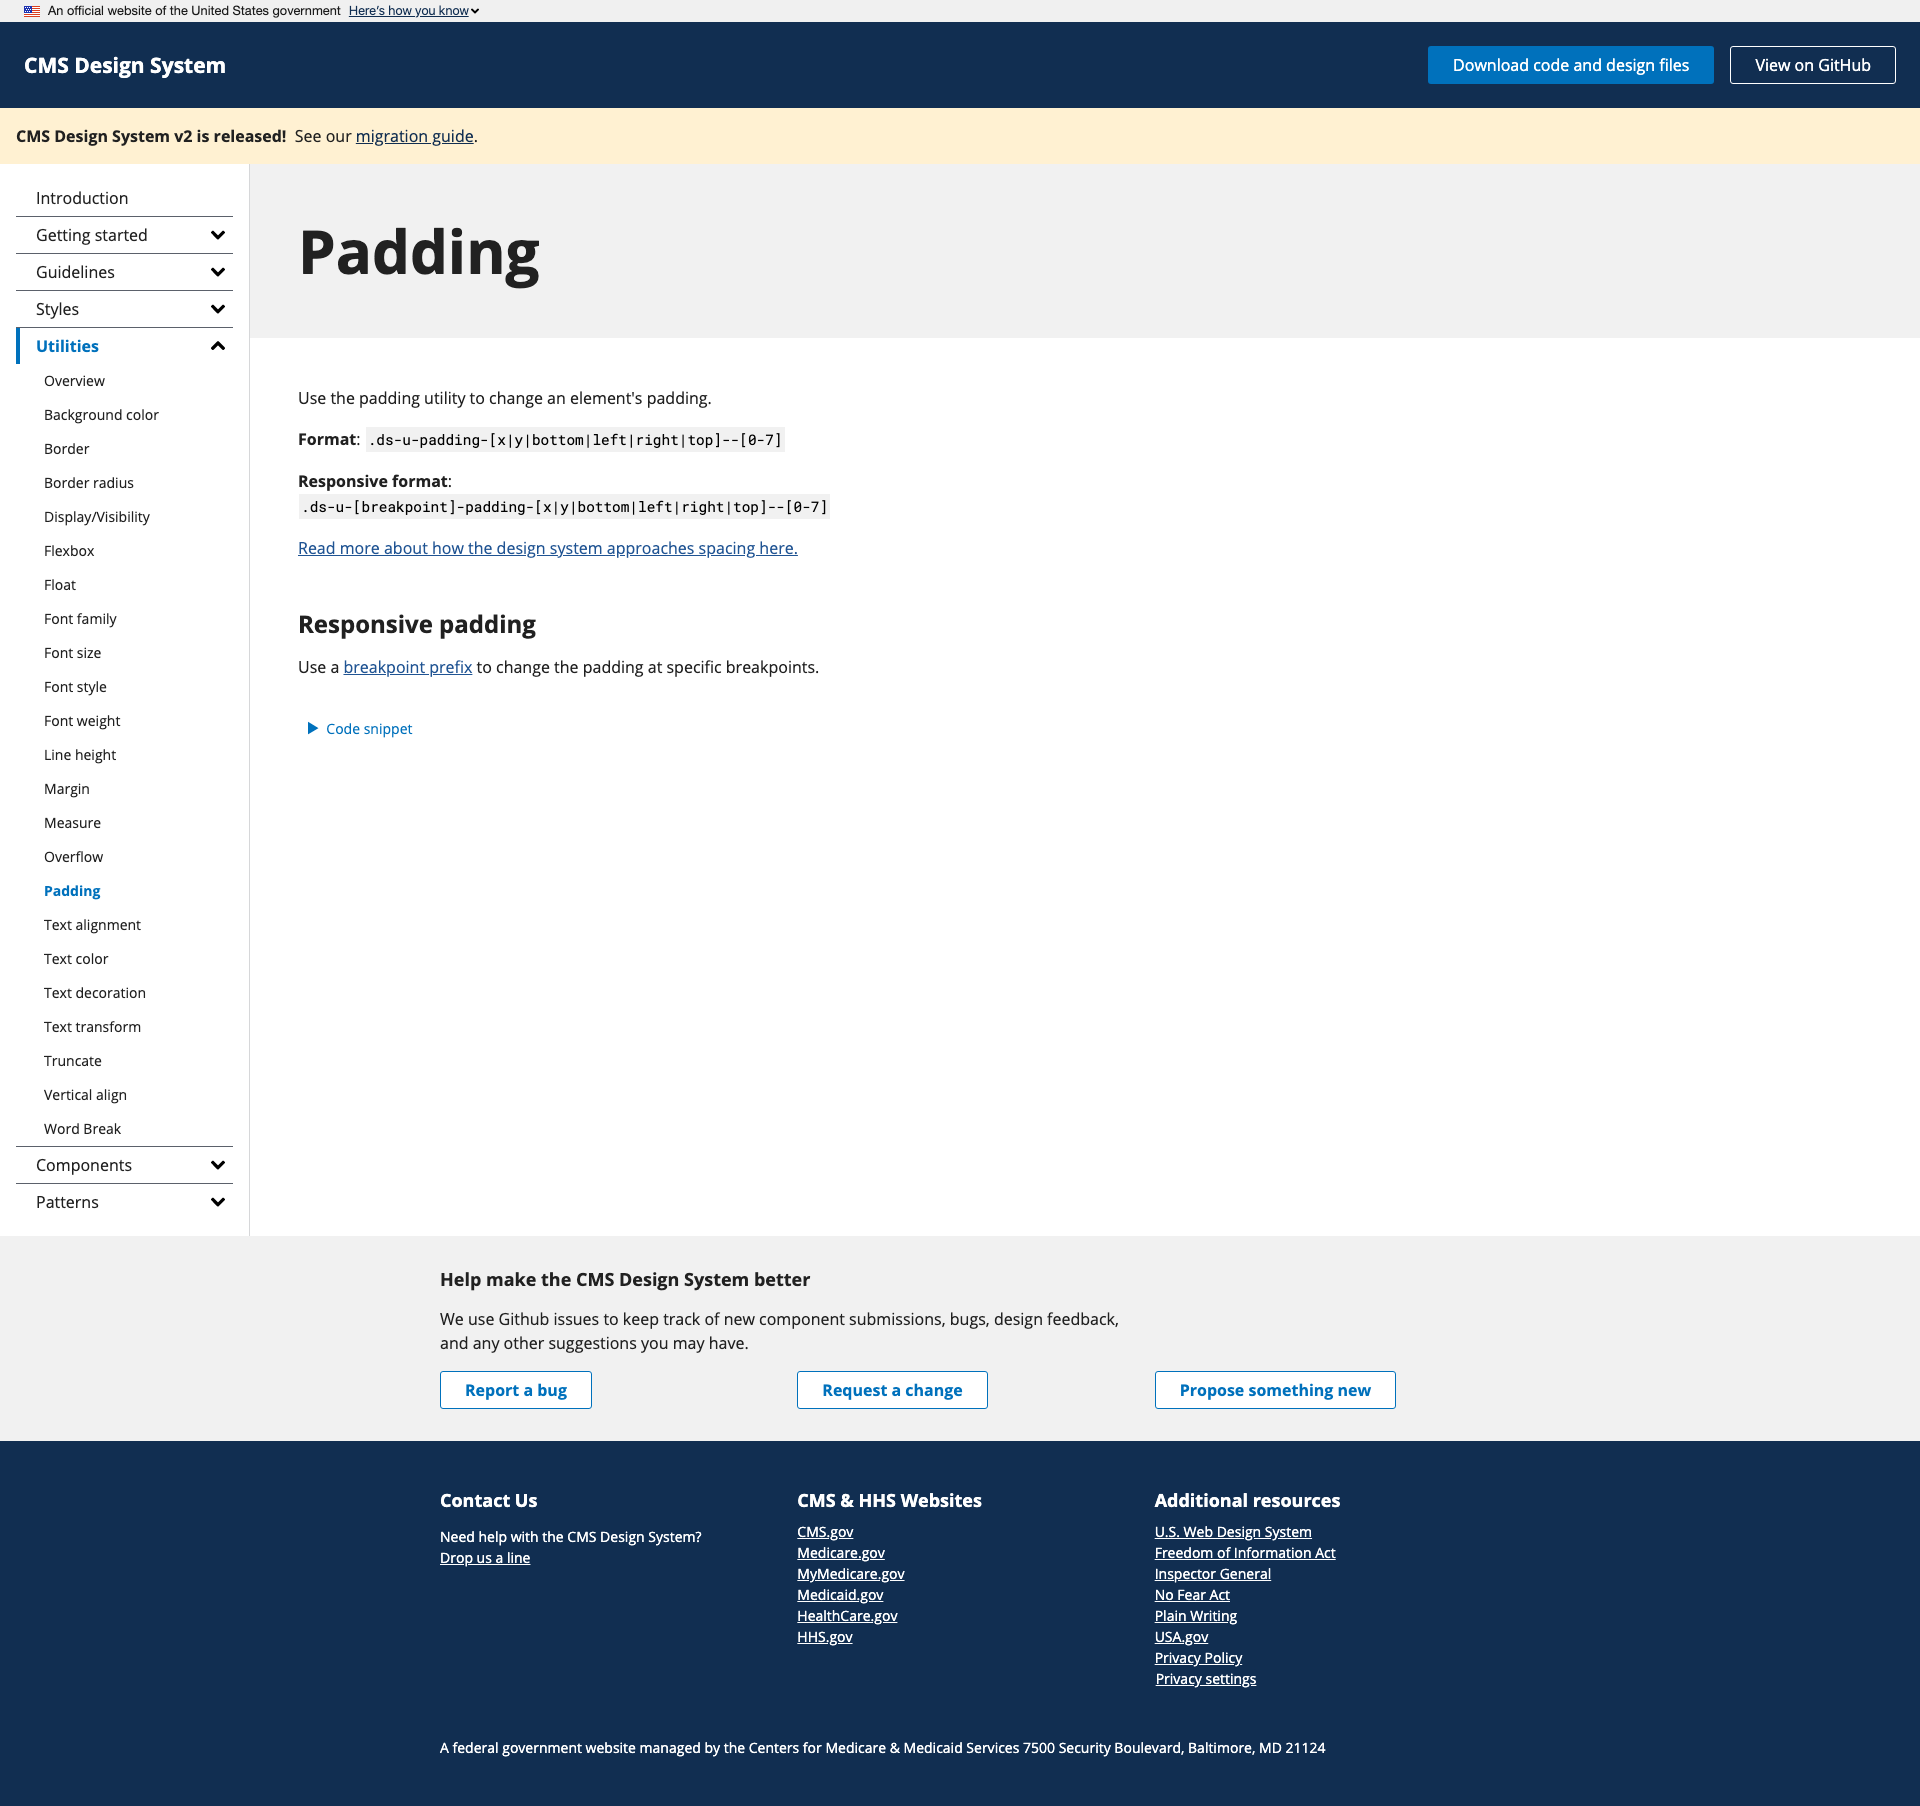 An official website of the United States government Here's how you know
CMS Design System
Download code and design files
View on GitHub
CMS Design System v2 is released! See our migration guide.
Introduction
Getting started
Guidelines
Styles
Utilities
Overview
Background color
Border
Border radius
Display/Visibility
Flexbox
Float
Font family
Font size
Font style
Font weight
Line height
Margin
Measure
Overflow
Padding
Text alignment
Text color
Text decoration
Text transform
Truncate
Vertical align
Word Break
Components
Patterns
Padding
Use the padding utility to change an element's padding.
Format: .ds-u-padding-[x|y|bottom|left|right|top]--[0-7]
Responsive format:
.ds-u-[breakpoint]-padding-[x|y|bottom|left|right|top]--[0-7]
Read more about how the design system approaches spacing here.
Responsive padding
Use a breakpoint prefix to change the padding at specific breakpoints.
Code snippet
Help make the CMS Design System better
We use Github issues to keep track of new component submissions, bugs, design feedback,
and any other suggestions you may have.
Report a bug
Request a change
Propose something new
Contact Us
Need help with the CMS Design System?
Drop us a line
CMS & HHS Websites
CMS.gov
Medicare.gov
MyMedicare.gov
Medicaid.gov
HealthCare.gov
HHS.gov
Additional resources
U.S. Web Design System
Freedom of Information Act
Inspector General
No Fear Act
Plain Writing
USA.gov
Privacy Policy
Privacy settings
A federal government website managed by the Centers for Medicare & Medicaid Services 7500 Security Boulevard, Baltimore, MD 21124